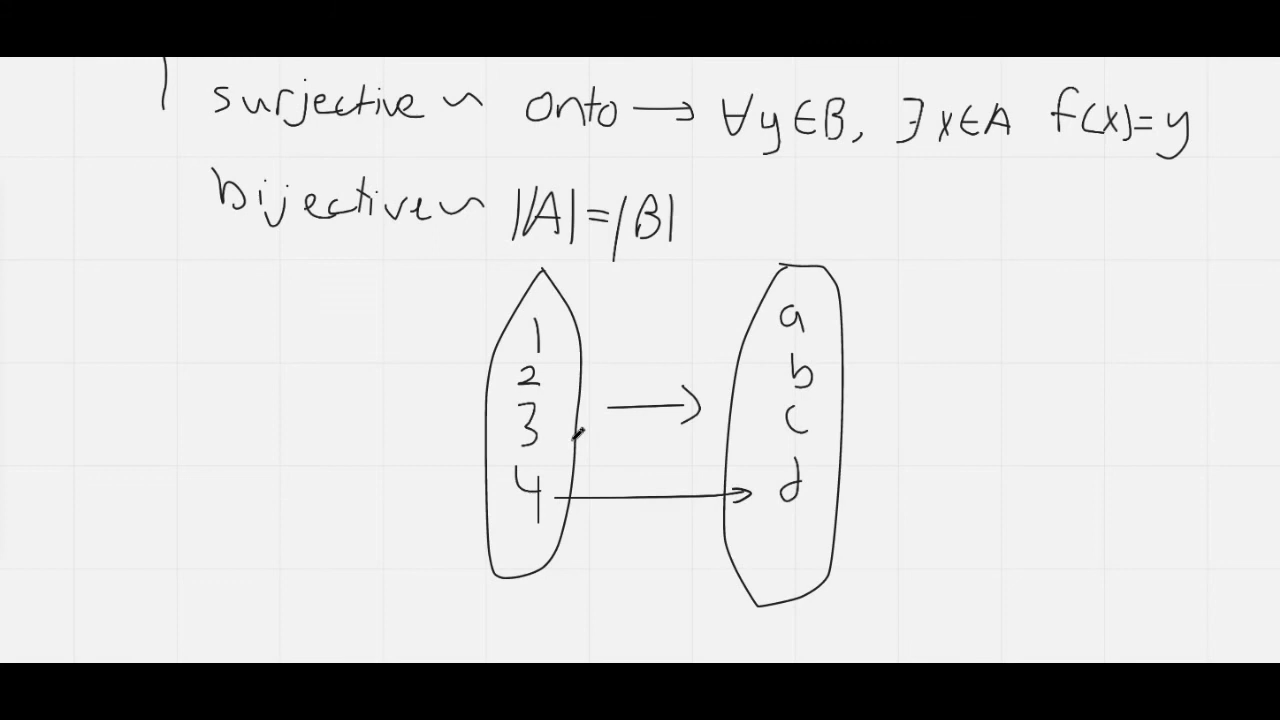 surjective ~ onto → ∀y∈B, ∃x∈A f(x)=y
bijective ~ |A|=|B|
1 a
2 b
3 → c
4 → d